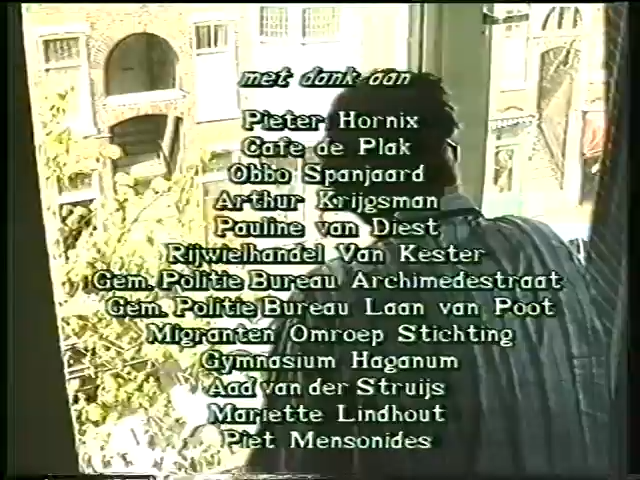 met dank aan
Pieter Hornix
Cafe de Plak
Obbo Spanjaard
Arthur Krijgsman
Pauline van Diest
Rijwielhandel Van Kester
Gem. Politie Bureau Archimedestraat
Gem. Politie Bureau Laan van Poot
Migranten Omroep Stichting
Gymnasium Haganum
Aad van der Struijs
Mariette Lindhout
Piet Mensonides